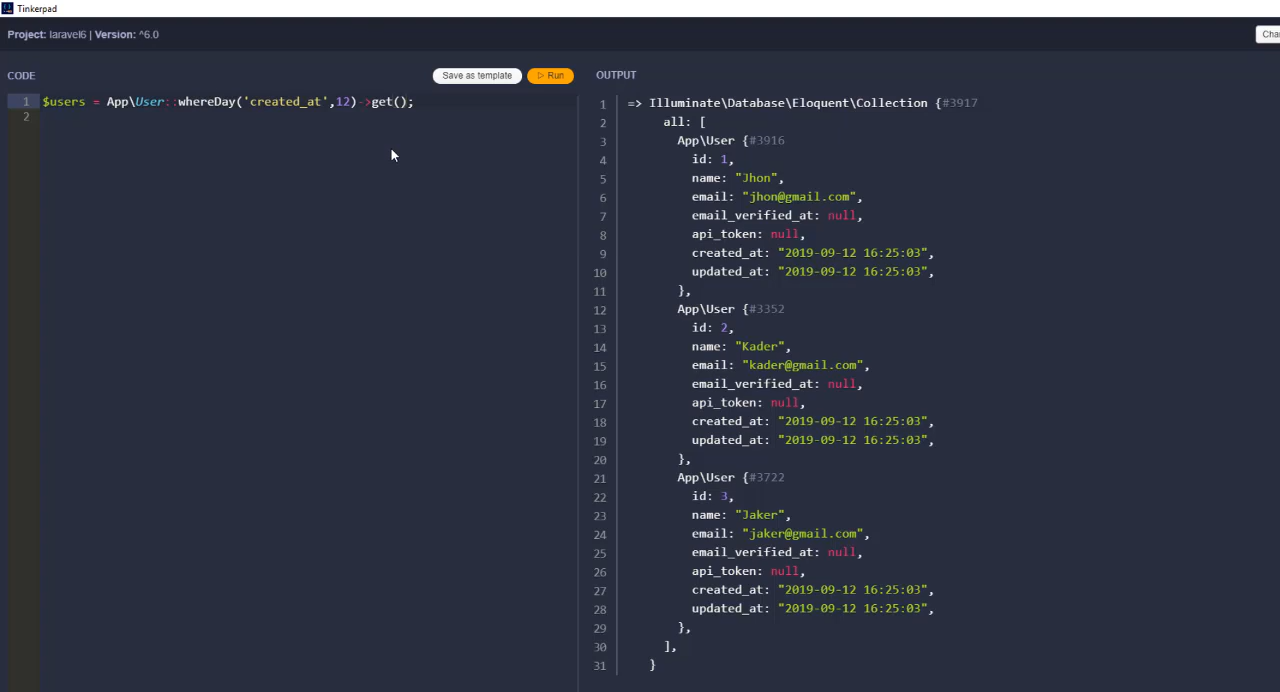 Tinkerpad
Project: laravel6 | Version: ^6.0
Cha
CODE
Save as template
Run
OUTPUT
1 $users = App\User::whereDay('created_at',12)->get();
2
1 => Illuminate\Database\Eloquent\Collection {#3917
2 all: [
3 App\User {#3916
4 id: 1,
5 name: "Jhon",
6 email: "jhon@gmail.com",
7 email_verified_at: null,
8 api_token: null,
9 created_at: "2019-09-12 16:25:03",
10 updated_at: "2019-09-12 16:25:03",
11 },
12 App\User {#3352
13 id: 2,
14 name: "Kader",
15 email: "kader@gmail.com",
16 email_verified_at: null,
17 api_token: null,
18 created_at: "2019-09-12 16:25:03",
19 updated_at: "2019-09-12 16:25:03",
20 },
21 App\User {#3722
22 id: 3,
23 name: "Jaker",
24 email: "jaker@gmail.com",
25 email_verified_at: null,
26 api_token: null,
27 created_at: "2019-09-12 16:25:03",
28 updated_at: "2019-09-12 16:25:03",
29 },
30 ],
31 }